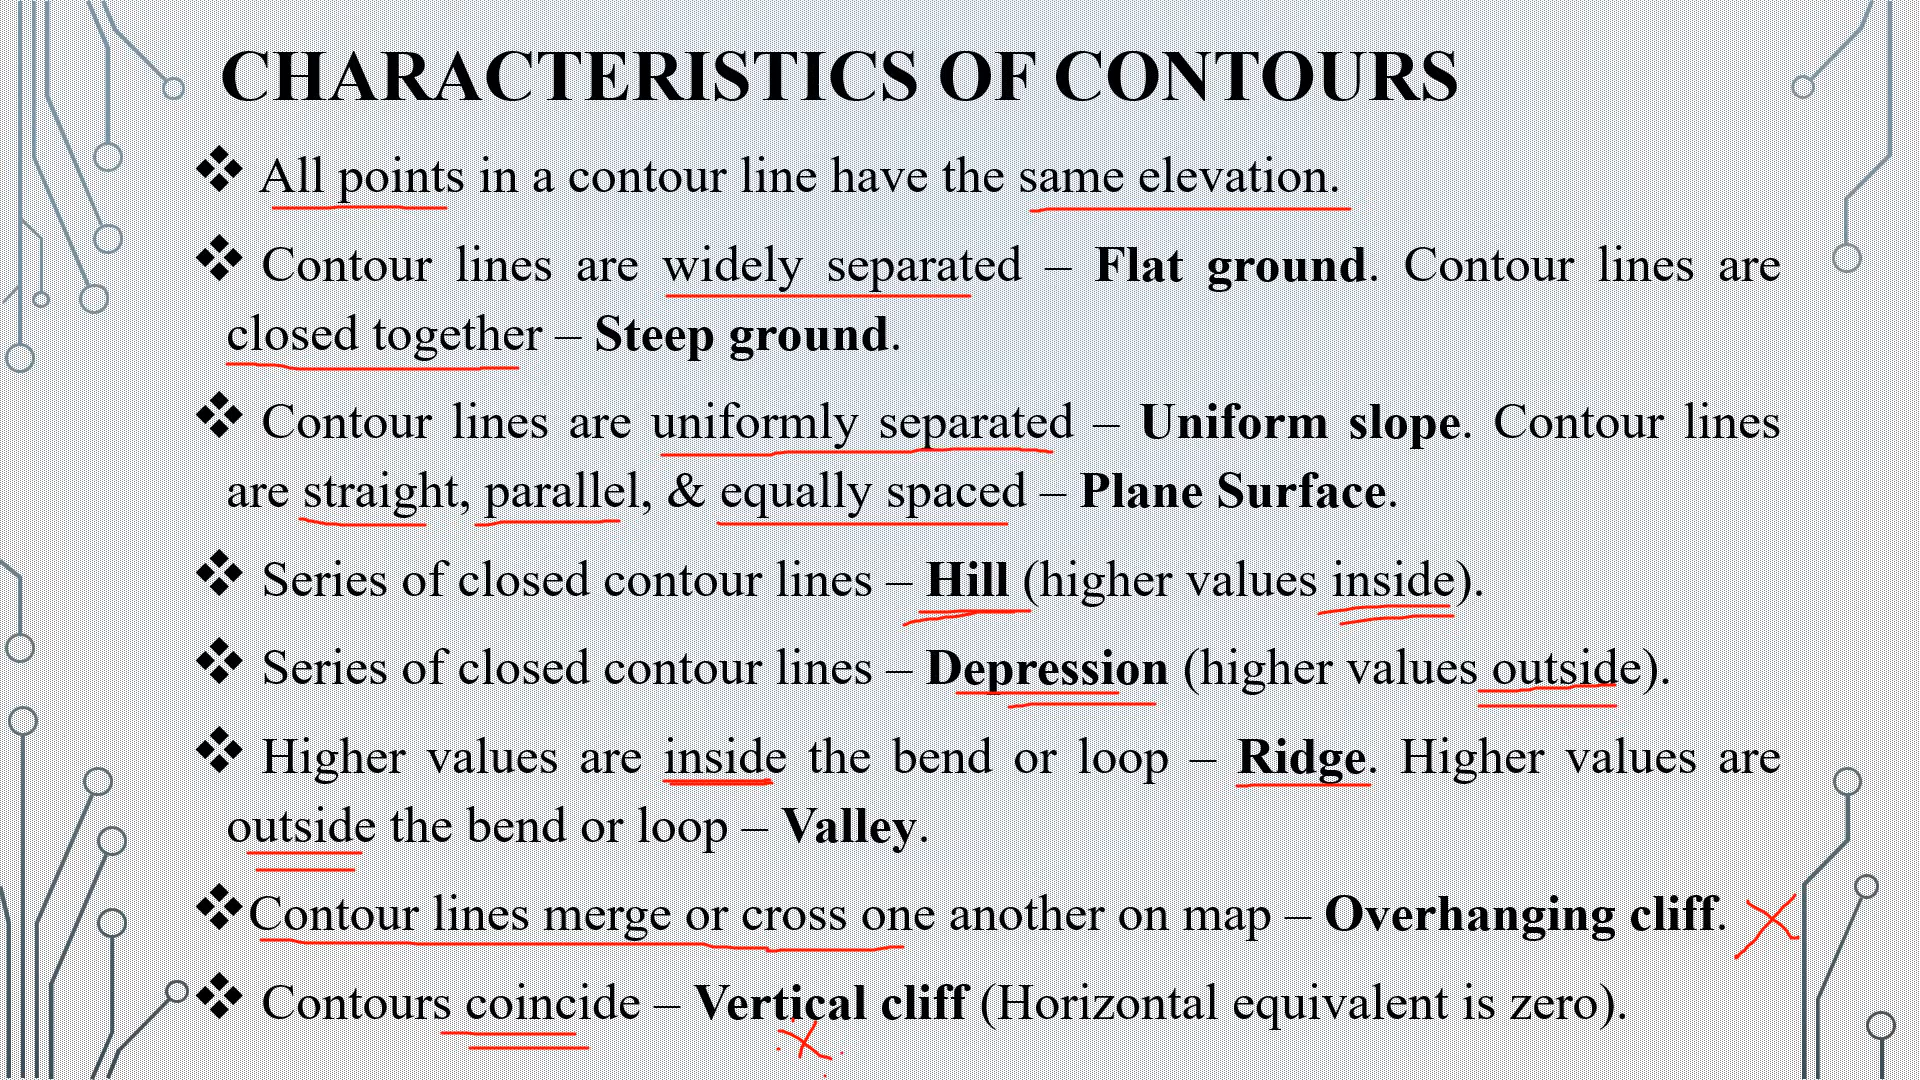 CHARACTERISTICS OF CONTOURS
❖ All points in a contour line have the same elevation.
❖ Contour lines are widely separated – Flat ground. Contour lines are
closed together – Steep ground.
❖ Contour lines are uniformly separated – Uniform slope. Contour lines
are straight, parallel, & equally spaced – Plane Surface.
❖ Series of closed contour lines – Hill (higher values inside).
❖ Series of closed contour lines – Depression (higher values outside).
❖ Higher values are inside the bend or loop – Ridge. Higher values are
outside the bend or loop – Valley.
❖Contour lines merge or cross one another on map – Overhanging cliff.
❖ Contours coincide – Vertical cliff (Horizontal equivalent is zero).